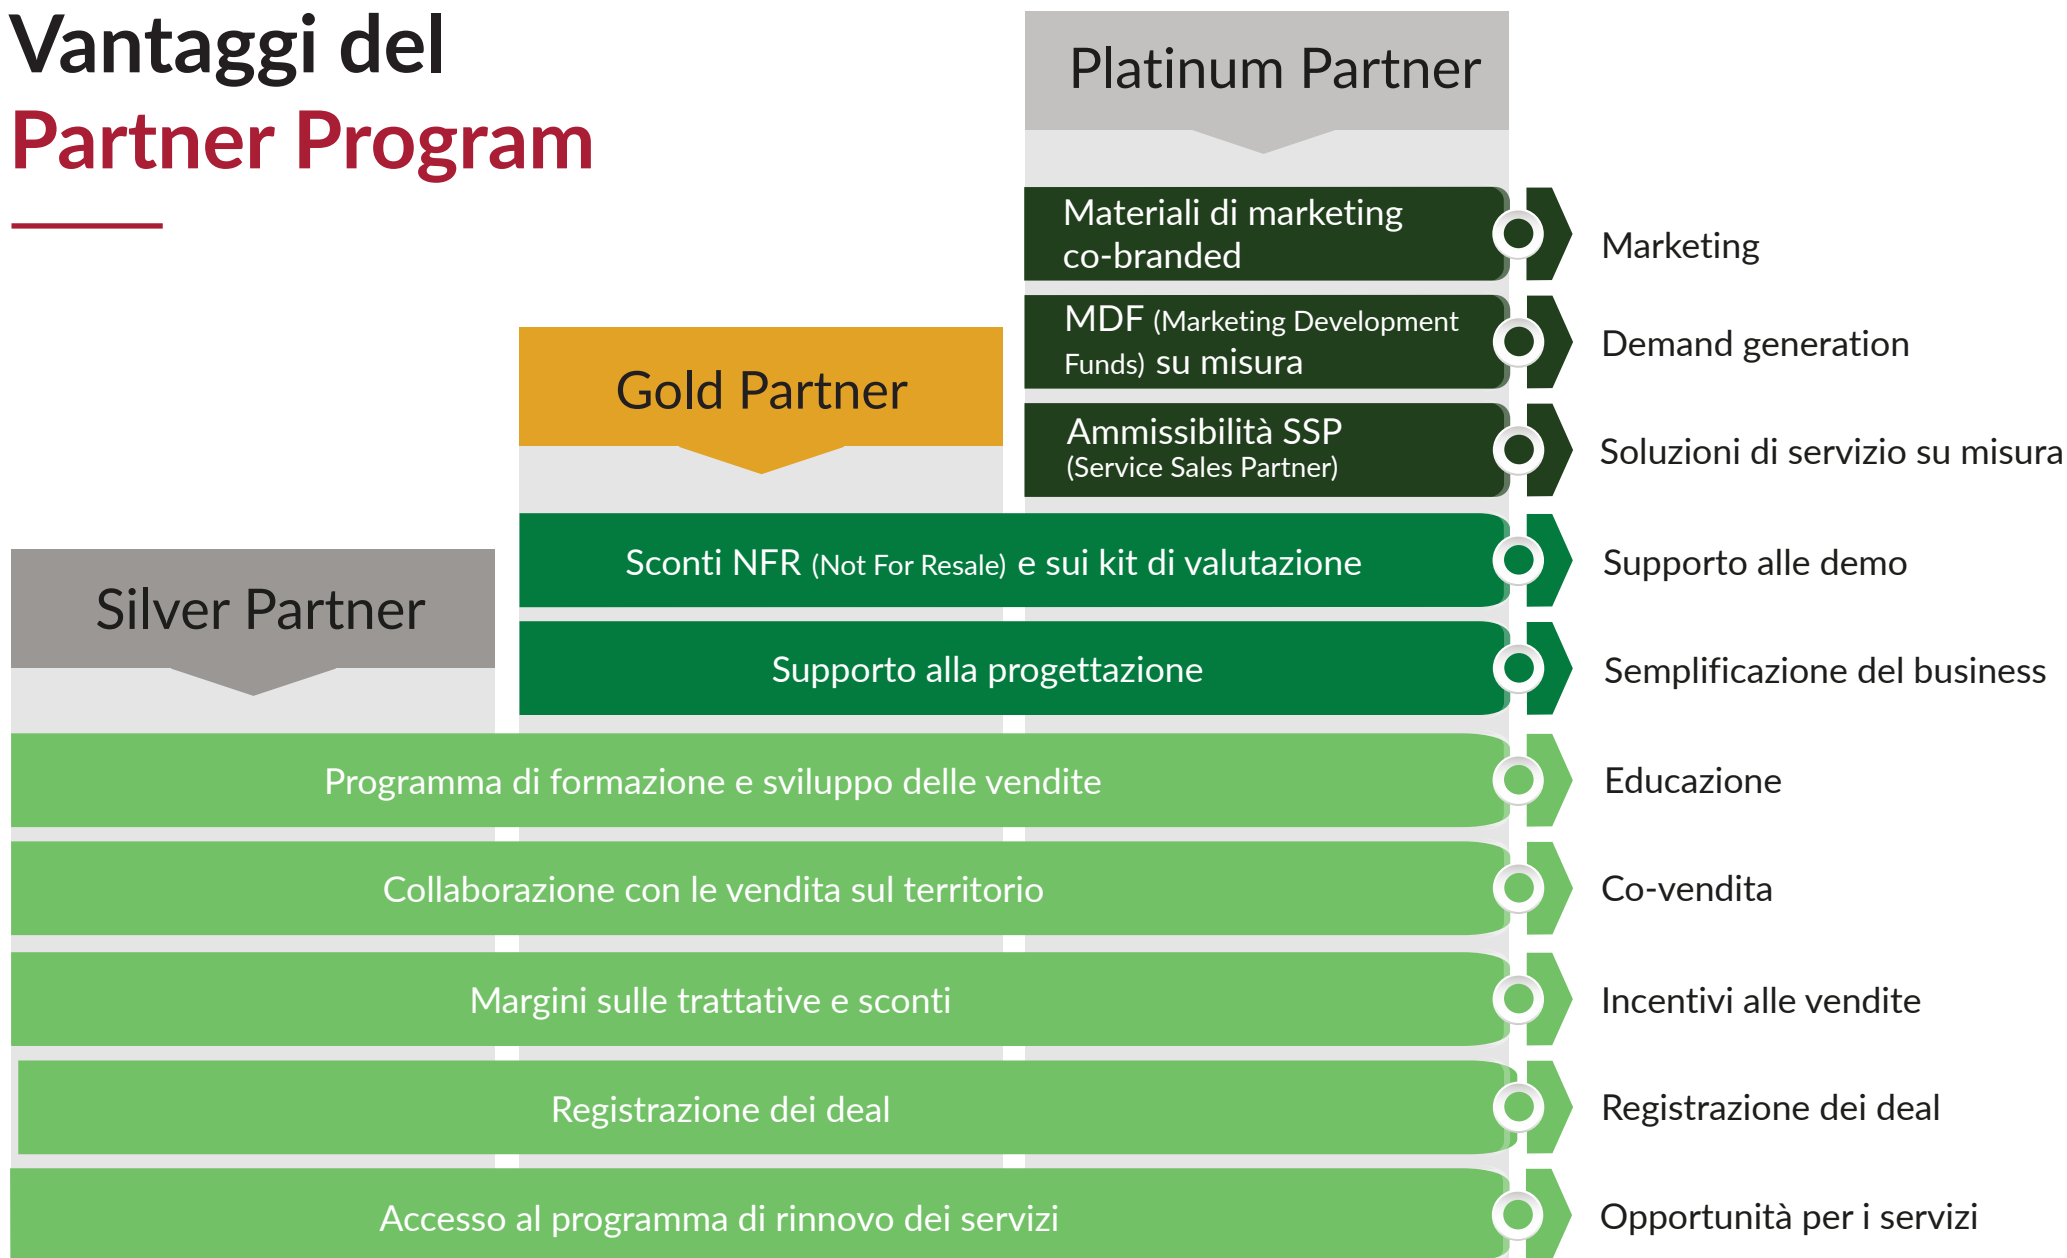 Vantaggi del
Partner Program
Platinum Partner
Materiali di marketing
co-branded
Marketing
MDF (Marketing Development
Funds) su misura
Demand generation
Gold Partner
Ammissibilità SSP
(Service Sales Partner)
Soluzioni di servizio su misura
Sconti NFR (Not For Resale) e sui kit di valutazione
Supporto alle demo
Silver Partner
Supporto alla progettazione
Semplificazione del business
Programma di formazione e sviluppo delle vendite
Educazione
Collaborazione con le vendita sul territorio
Co-vendita
Margini sulle trattative e sconti
Incentivi alle vendite
Registrazione dei deal
Registrazione dei deal
Accesso al programma di rinnovo dei servizi
Opportunità per i servizi